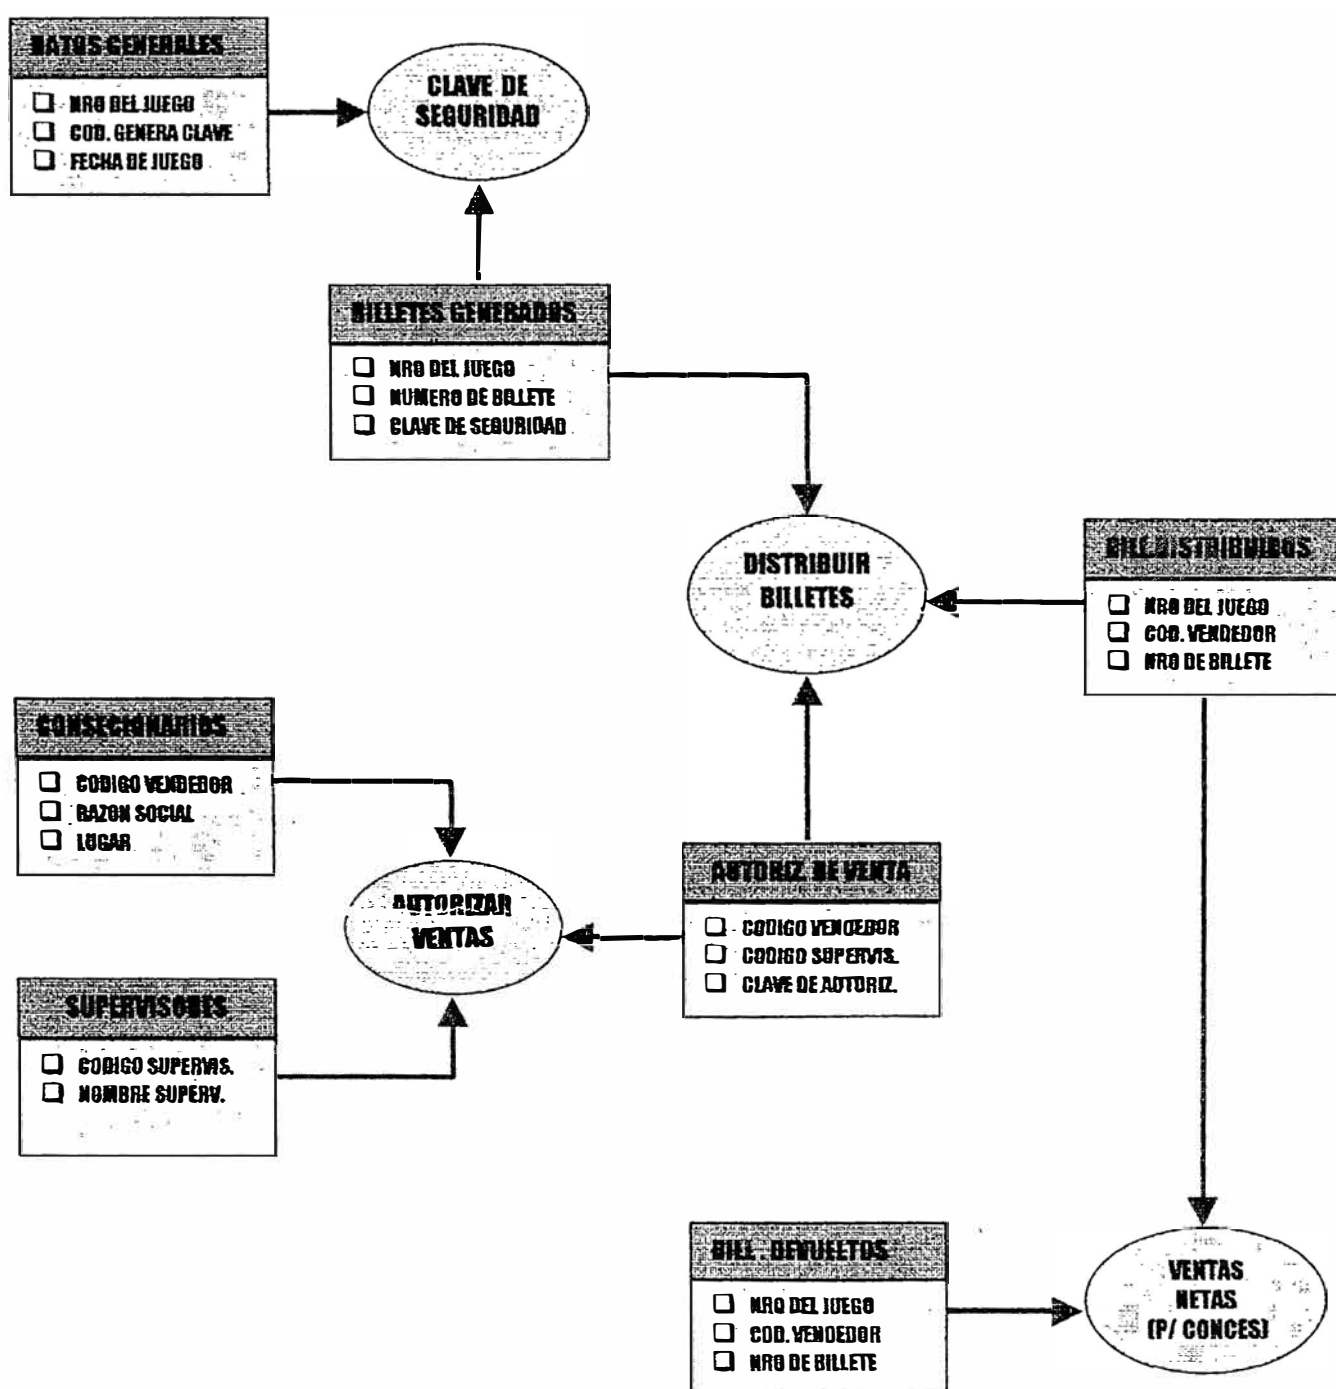 DATOS GENERALES
NRO DEL JUEGO
COD. GENERA CLAVE
FECHA DE JUEGO
CLAVE DE
SEGURIDAD
BILLETES GENERADOS
NRO DEL JUEGO
NUMERO DE BILLETE
CLAVE DE SEGURIDAD
DISTRIBUIR
BILLETES
BILL.DISTRIBUIDOS
NRO DEL JUEGO
COD. VENDEDOR
NRO DE BILLETE
CONSECIONARIOS
CODIGO VENDEDOR
RAZON SOCIAL
LUGAR
AUTORIZAR
VENTAS
AUTORIZ. DE VENTA
CODIGO VENDEDOR
CODIGO SUPERVIS.
CLAVE DE AUTORIZ.
SUPERVISORES
CODIGO SUPERVIS.
NOMBRE SUPERV.
BILL. DEVUELTOS
NRO DEL JUEGO
COD. VENDEDOR
NRO DE BILLETE
VENTAS
NETAS
(P/ CONCES)